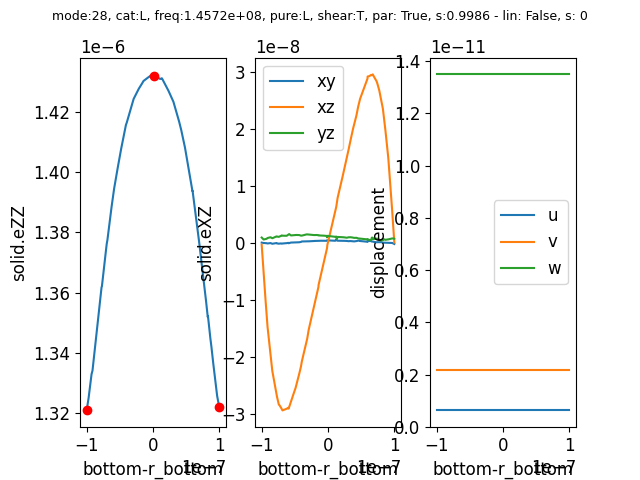 mode:28, cat:L, freq:1.4572e+08, pure:L, shear:T, par: True, s:0.9986 - lin: False, s: 0
1e−6
1.42
1.40
1.38
1.36
1.34
1.32
solid.eZZ
−1
0
1
1e−7
bottom-r_bottom
1e−8
3
2
1
0
−1
−2
−3
solid.eXZ
xy
xz
yz
−1
0
1
1e−7
bottom-r_bottom
1e−11
1.4
1.2
1.0
0.8
0.6
0.4
0.2
0.0
displacement
u
v
w
−1
0
1
1e−7
bottom-r_bottom